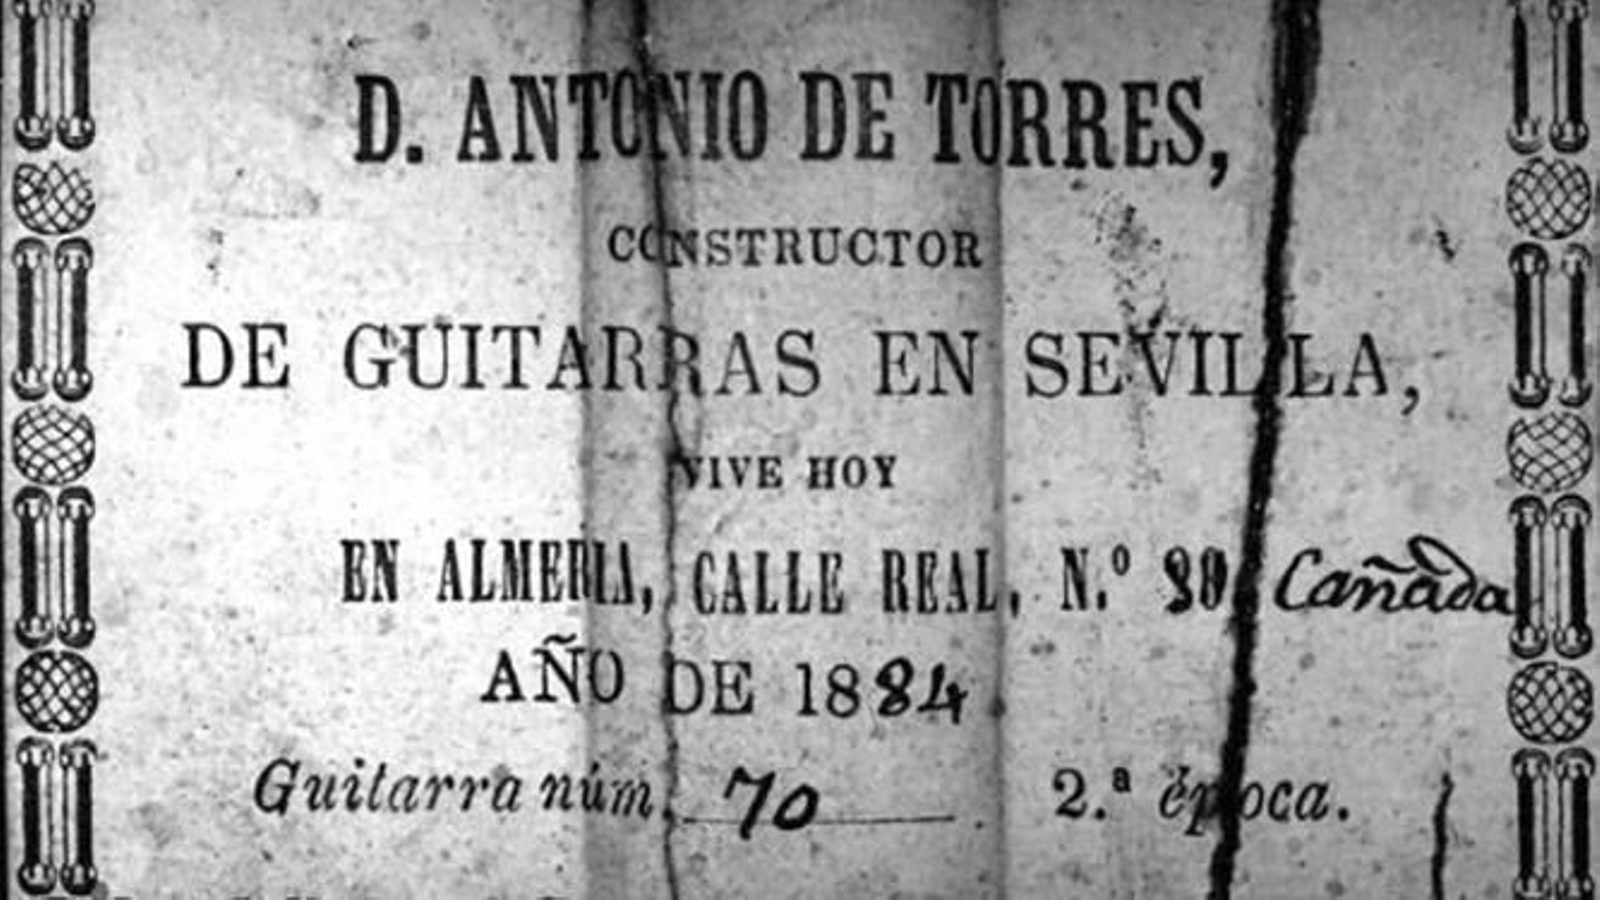 D. ANTONIO DE TORRES,
CONSTRUCTOR
DE GUITARRAS EN SEVILLA,
VIVE HOY
EN ALMERIA, CALLE REAL, N.º Cañada
AÑO DE 1884
Guitarra núm. 70 2.ª época.